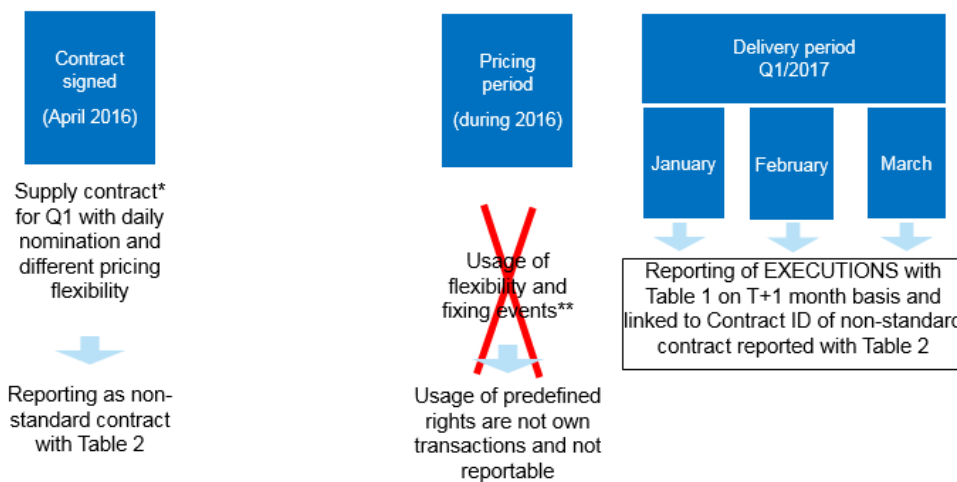 Contract
signed
(April 2016)
Supply contract*
for Q1 with daily
nomination and
different pricing
flexibility
Reporting as non-
standard contract
with Table 2
Pricing
period
(during 2016)
Usage of
flexibility and
fixing events**
Usage of predefined
rights are not own
transactions and not
reportable
Delivery period
Q1/2017
January
February
March
Reporting of EXECUTIONS with
Table 1 on T+1 month basis and
linked to Contract ID of non-standard
contract reported with Table 2